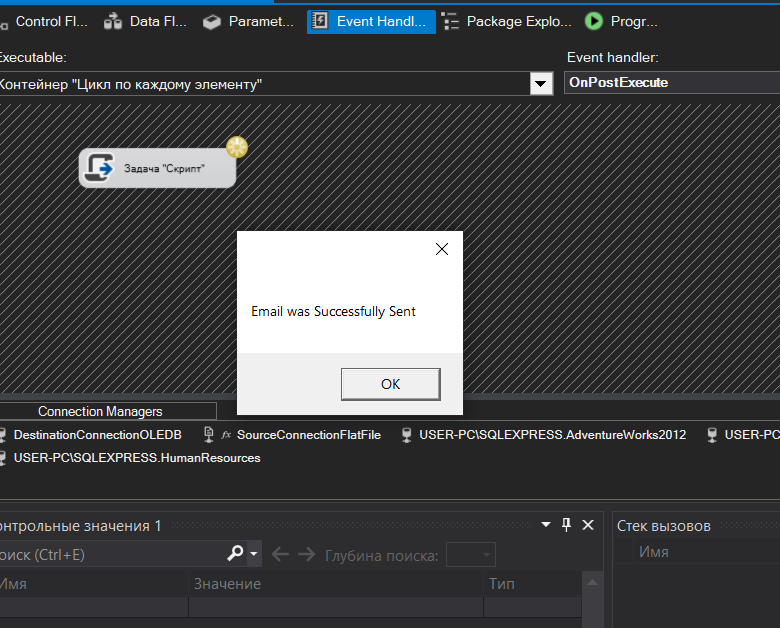 Control Fl... Data Fl... Paramet... Event Handl... Package Explo... Progr...
Executable: Event handler:
Контейнер "Цикл по каждому элементу" OnPostExecute
Задача "Скрипт"
Email was Successfully Sent
OK
Connection Managers
DestinationConnectionOLEDB fx SourceConnectionFlatFile USER-PC\SQLEXPRESS.AdventureWorks2012 USER-PC
USER-PC\SQLEXPRESS.HumanResources
онтрольные значения 1 Стек вызовов
оиск (Ctrl+E) Глубина поиска: Имя
Имя Значение Тип